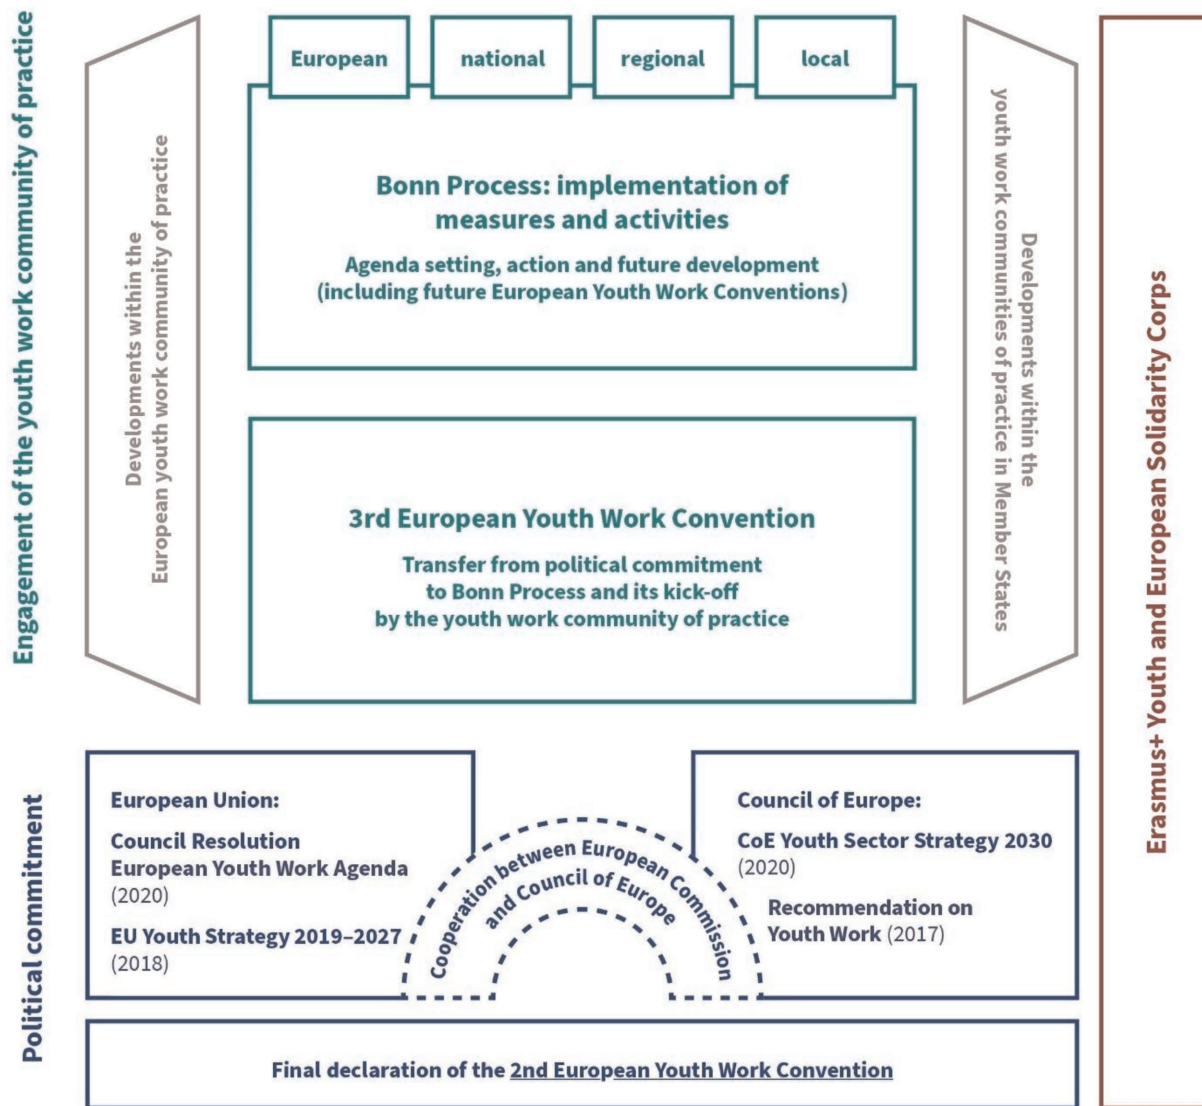 Engagement of the youth work community of practice
Developments within the
European youth work community of practice
European
national
regional
local
Bonn Process: implementation of
measures and activities
Agenda setting, action and future development
(including future European Youth Work Conventions)
3rd European Youth Work Convention
Transfer from political commitment
to Bonn Process and its kick-off
by the youth work community of practice
Developments within the
youth work communities of practice in Member States
Erasmus+ Youth and European Solidarity Corps
Political commitment
European Union:
Council Resolution
European Youth Work Agenda
(2020)
EU Youth Strategy 2019–2027
(2018)
Cooperation between European Commission
and Council of Europe
Council of Europe:
CoE Youth Sector Strategy 2030
(2020)
Recommendation on
Youth Work (2017)
Final declaration of the 2nd European Youth Work Convention